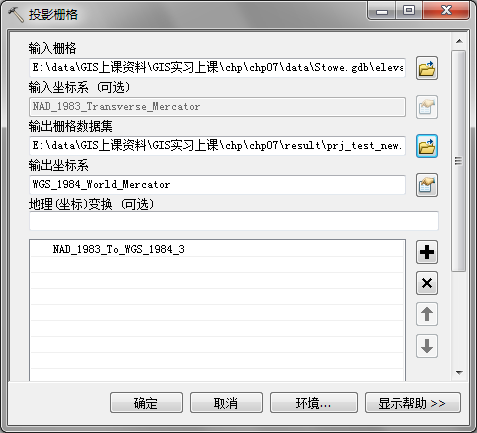 投影栅格
输入栅格
E:\data\GIS上课资料\GIS实习上课\chp\chp07\data\Stowe.gdb\eleva
输入坐标系 (可选)
NAD_1983_Transverse_Mercator
输出栅格数据集
E:\data\GIS上课资料\GIS实习上课\chp\chp07\result\prj_test_new.
输出坐标系
WGS_1984_World_Mercator
地理(坐标)变换 (可选)
NAD_1983_To_WGS_1984_3
确定 取消 环境... 显示帮助 >>